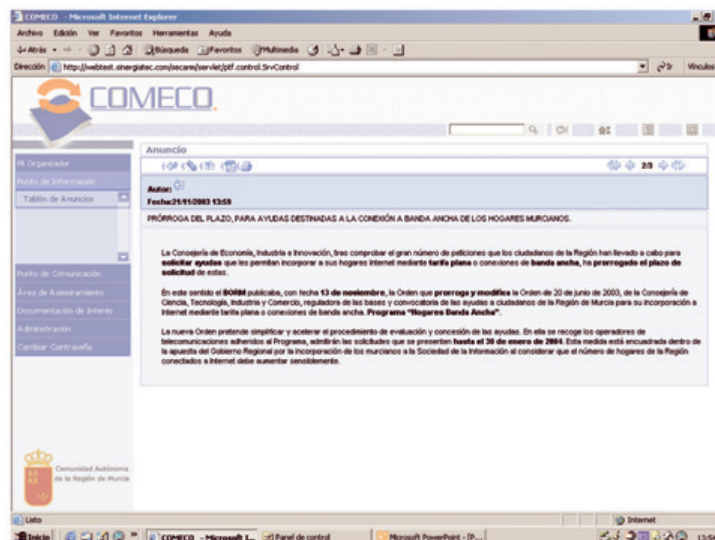 COMECO - Microsoft Internet Explorer
Archivo Edición Ver Favoritos Herramientas Ayuda
Atrás Búsqueda Favoritos Multimedia
Dirección http://webtest.sinergiatec.com/secarm/servlet/ptf.control.SrvControl Ir Vínculos
COMECO.
Mi Organizador
Punto de Información
Tablón de Anuncios
Punto de Comunicación
Área de Asesoramiento
Documentación de Interés
Administración
Cambiar Contraseña
Comunidad Autónoma
de la Región de Murcia
Anuncio
2/3
Autor:
Fecha:21/11/2003 13:59
PRÓRROGA DEL PLAZO, PARA AYUDAS DESTINADAS A LA CONEXIÓN A BANDA ANCHA DE LOS HOGARES MURCIANOS.
La Consejería de Economía, Industria e Innovación, tras comprobar el gran número de peticiones que los ciudadanos de la Región han llevado a cabo para
solicitar ayudas que les permitan incorporar a sus hogares Internet mediante tarifa plana o conexiones de banda ancha, ha prorrogado el plazo de
solicitud de estas.
En este sentido el BORM publicaba, con fecha 13 de noviembre, la Orden que prorroga y modifica la Orden de 20 de junio de 2003, de la Consejería de
Ciencia, Tecnología, Industria y Comercio, reguladora de las bases y convocatoria de las ayudas a ciudadanos de la Región de Murcia para su incorporación a
Internet mediante tarifa plana o conexiones de banda ancha. Programa "Hogares Banda Ancha".
La nueva Orden pretende simplificar y acelerar el procedimiento de evaluación y concesión de las ayudas. En ella se recoge los operadores de
telecomunicaciones adheridos al Programa, admitirán las solicitudes que se presenten hasta el 30 de enero de 2004. Esta medida está encuadrada dentro de
la apuesta del Gobierno Regional por la incorporación de los murcianos a la Sociedad de la Información al considerar que el número de hogares de la Región
conectados a Internet debe aumentar sensiblemente.
Listo Internet
Inicio COMECO - Microsoft I... Panel de control Microsoft PowerPoint - [P... 13:54